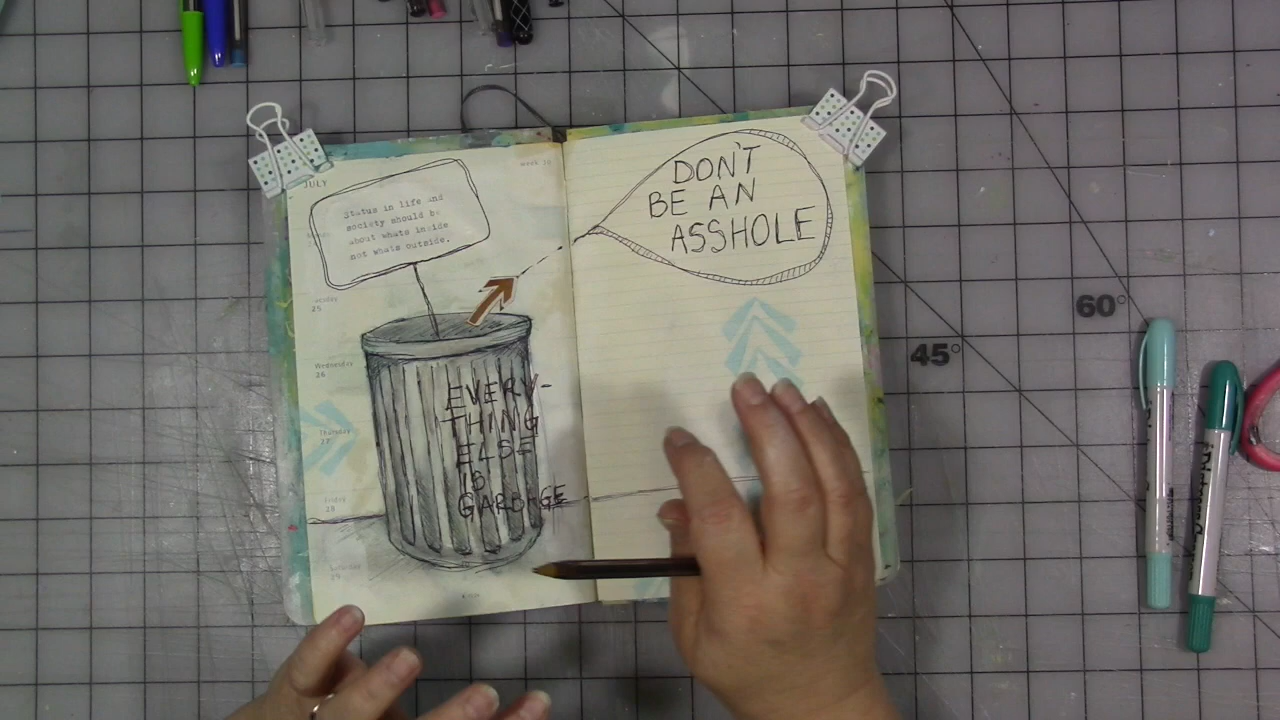 JULY
week 30
Status in life and
society should be
about whats inside
not whats outside.
DON'T
BE AN
ASSHOLE
Tuesday
25
Wednesday
26
Thursday
27
Friday
28
Saturday
29
EVERY-
THING
ELSE
IS
GARBAGE
60°
45°